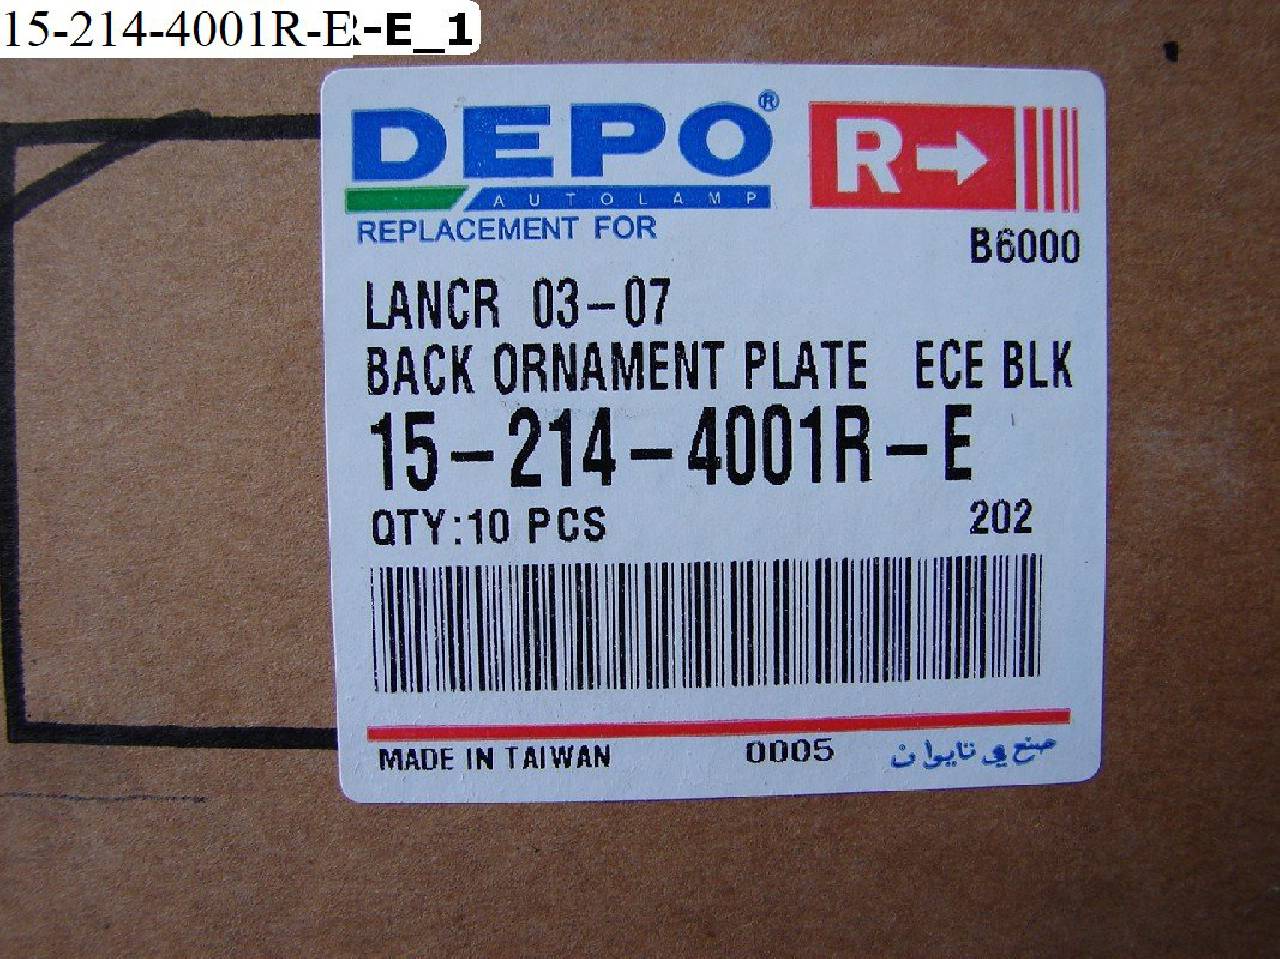 15-214-4001R-E-E_1
DEPO®
AUTOLAMP
REPLACEMENT FOR
R→
B6000
LANCR 03-07
BACK ORNAMENT PLATE ECE BLK
15-214-4001R-E
QTY:10 PCS 202
MADE IN TAIWAN 0005 صنع في تايوان